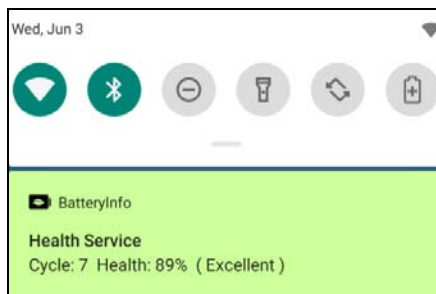 Wed, Jun 3
BatteryInfo
Health Service
Cycle: 7 Health: 89% ( Excellent )